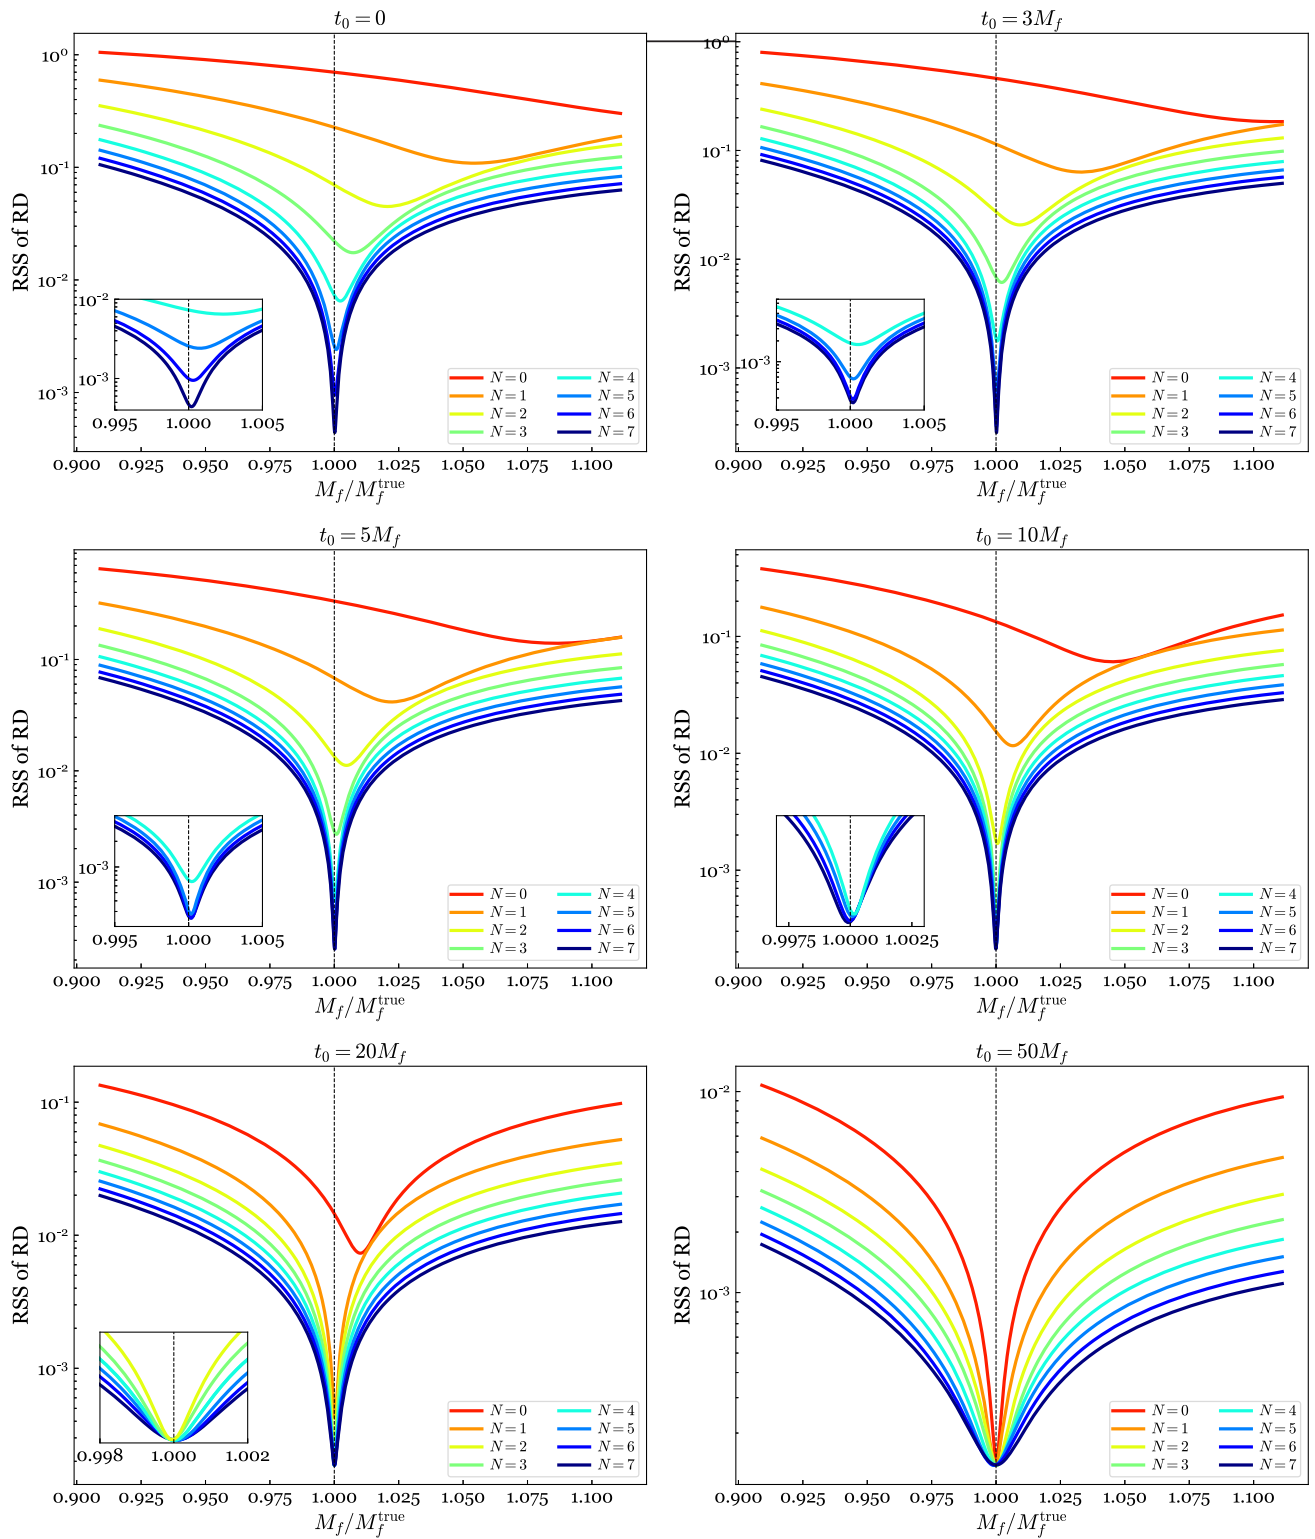 t₀ = 0
RSS of RD
10⁰
10⁻¹
10⁻²
10⁻³
10⁻²
10⁻³
0.995 1.000 1.005
N = 0 N = 4
N = 1 N = 5
N = 2 N = 6
N = 3 N = 7
0.900 0.925 0.950 0.975 1.000 1.025 1.050 1.075 1.100
M_f/M_f^true
t₀ = 3M_f
RSS of RD
10⁰
10⁻¹
10⁻²
10⁻³
10⁻³
0.995 1.000 1.005
N = 0 N = 4
N = 1 N = 5
N = 2 N = 6
N = 3 N = 7
0.900 0.925 0.950 0.975 1.000 1.025 1.050 1.075 1.100
M_f/M_f^true
t₀ = 5M_f
RSS of RD
10⁻¹
10⁻²
10⁻³
10⁻³
0.995 1.000 1.005
N = 0 N = 4
N = 1 N = 5
N = 2 N = 6
N = 3 N = 7
0.900 0.925 0.950 0.975 1.000 1.025 1.050 1.075 1.100
M_f/M_f^true
t₀ = 10M_f
RSS of RD
10⁻¹
10⁻²
10⁻³
0.9975 1.0000 1.0025
N = 0 N = 4
N = 1 N = 5
N = 2 N = 6
N = 3 N = 7
0.900 0.925 0.950 0.975 1.000 1.025 1.050 1.075 1.100
M_f/M_f^true
t₀ = 20M_f
RSS of RD
10⁻¹
10⁻²
10⁻³
0.998 1.000 1.002
N = 0 N = 4
N = 1 N = 5
N = 2 N = 6
N = 3 N = 7
0.900 0.925 0.950 0.975 1.000 1.025 1.050 1.075 1.100
M_f/M_f^true
t₀ = 50M_f
RSS of RD
10⁻²
10⁻³
N = 0 N = 4
N = 1 N = 5
N = 2 N = 6
N = 3 N = 7
0.900 0.925 0.950 0.975 1.000 1.025 1.050 1.075 1.100
M_f/M_f^true